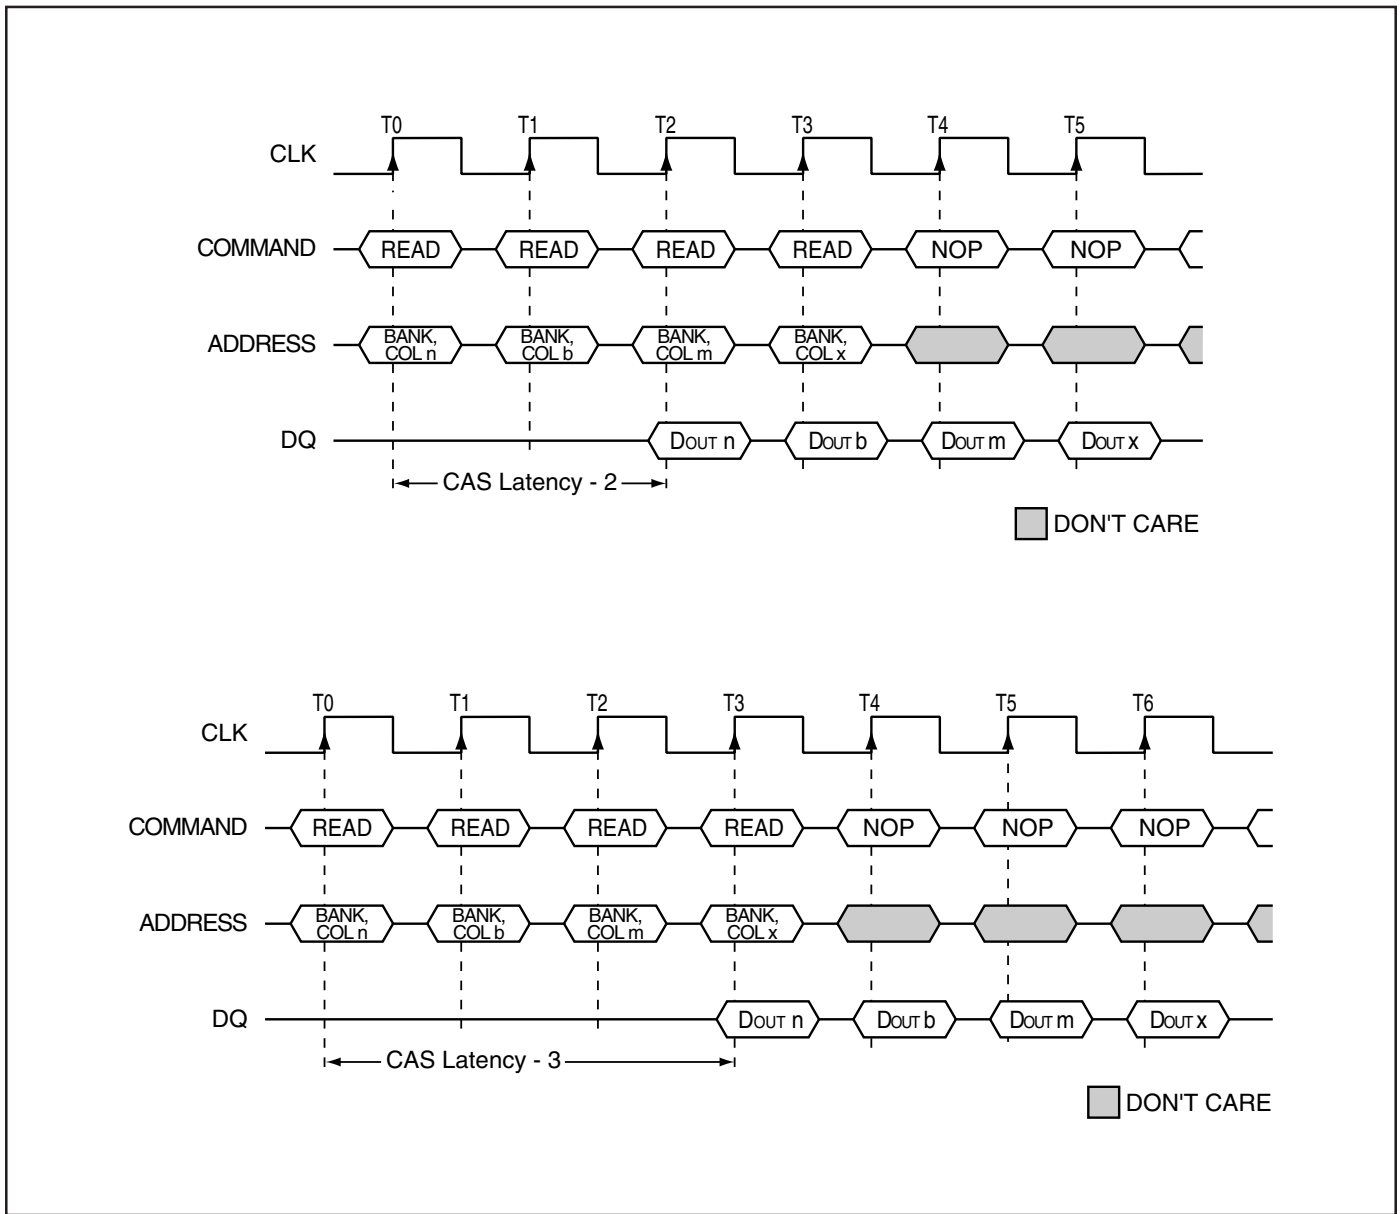 T0 T1 T2 T3 T4 T5
CLK
COMMAND READ READ READ READ NOP NOP
ADDRESS BANK, COL n BANK, COL b BANK, COL m BANK, COL x
DQ DOUT n DOUT b DOUT m DOUT x
CAS Latency - 2
DON'T CARE
T0 T1 T2 T3 T4 T5 T6
CLK
COMMAND READ READ READ READ NOP NOP NOP
ADDRESS BANK, COL n BANK, COL b BANK, COL m BANK, COL x
DQ DOUT n DOUT b DOUT m DOUT x
CAS Latency - 3
DON'T CARE